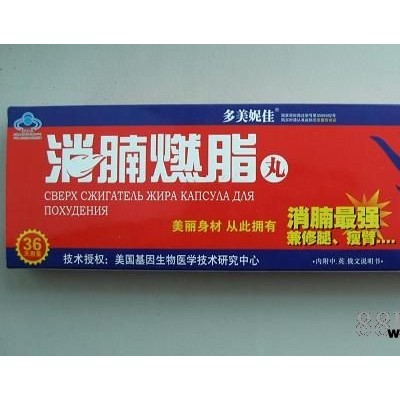 多美妮佳
消腩燃脂丸
СВЕРХ СЖИГАТЕЛЬ ЖИРА КАПСУЛА ДЛЯ
ПОХУДЕНИЯ
美丽身材 从此拥有
消腩最强
兼修腿、瘦臂....
36
技术授权：美国基因生物医学技术研究中心
·内附中.英.俄文说明书·